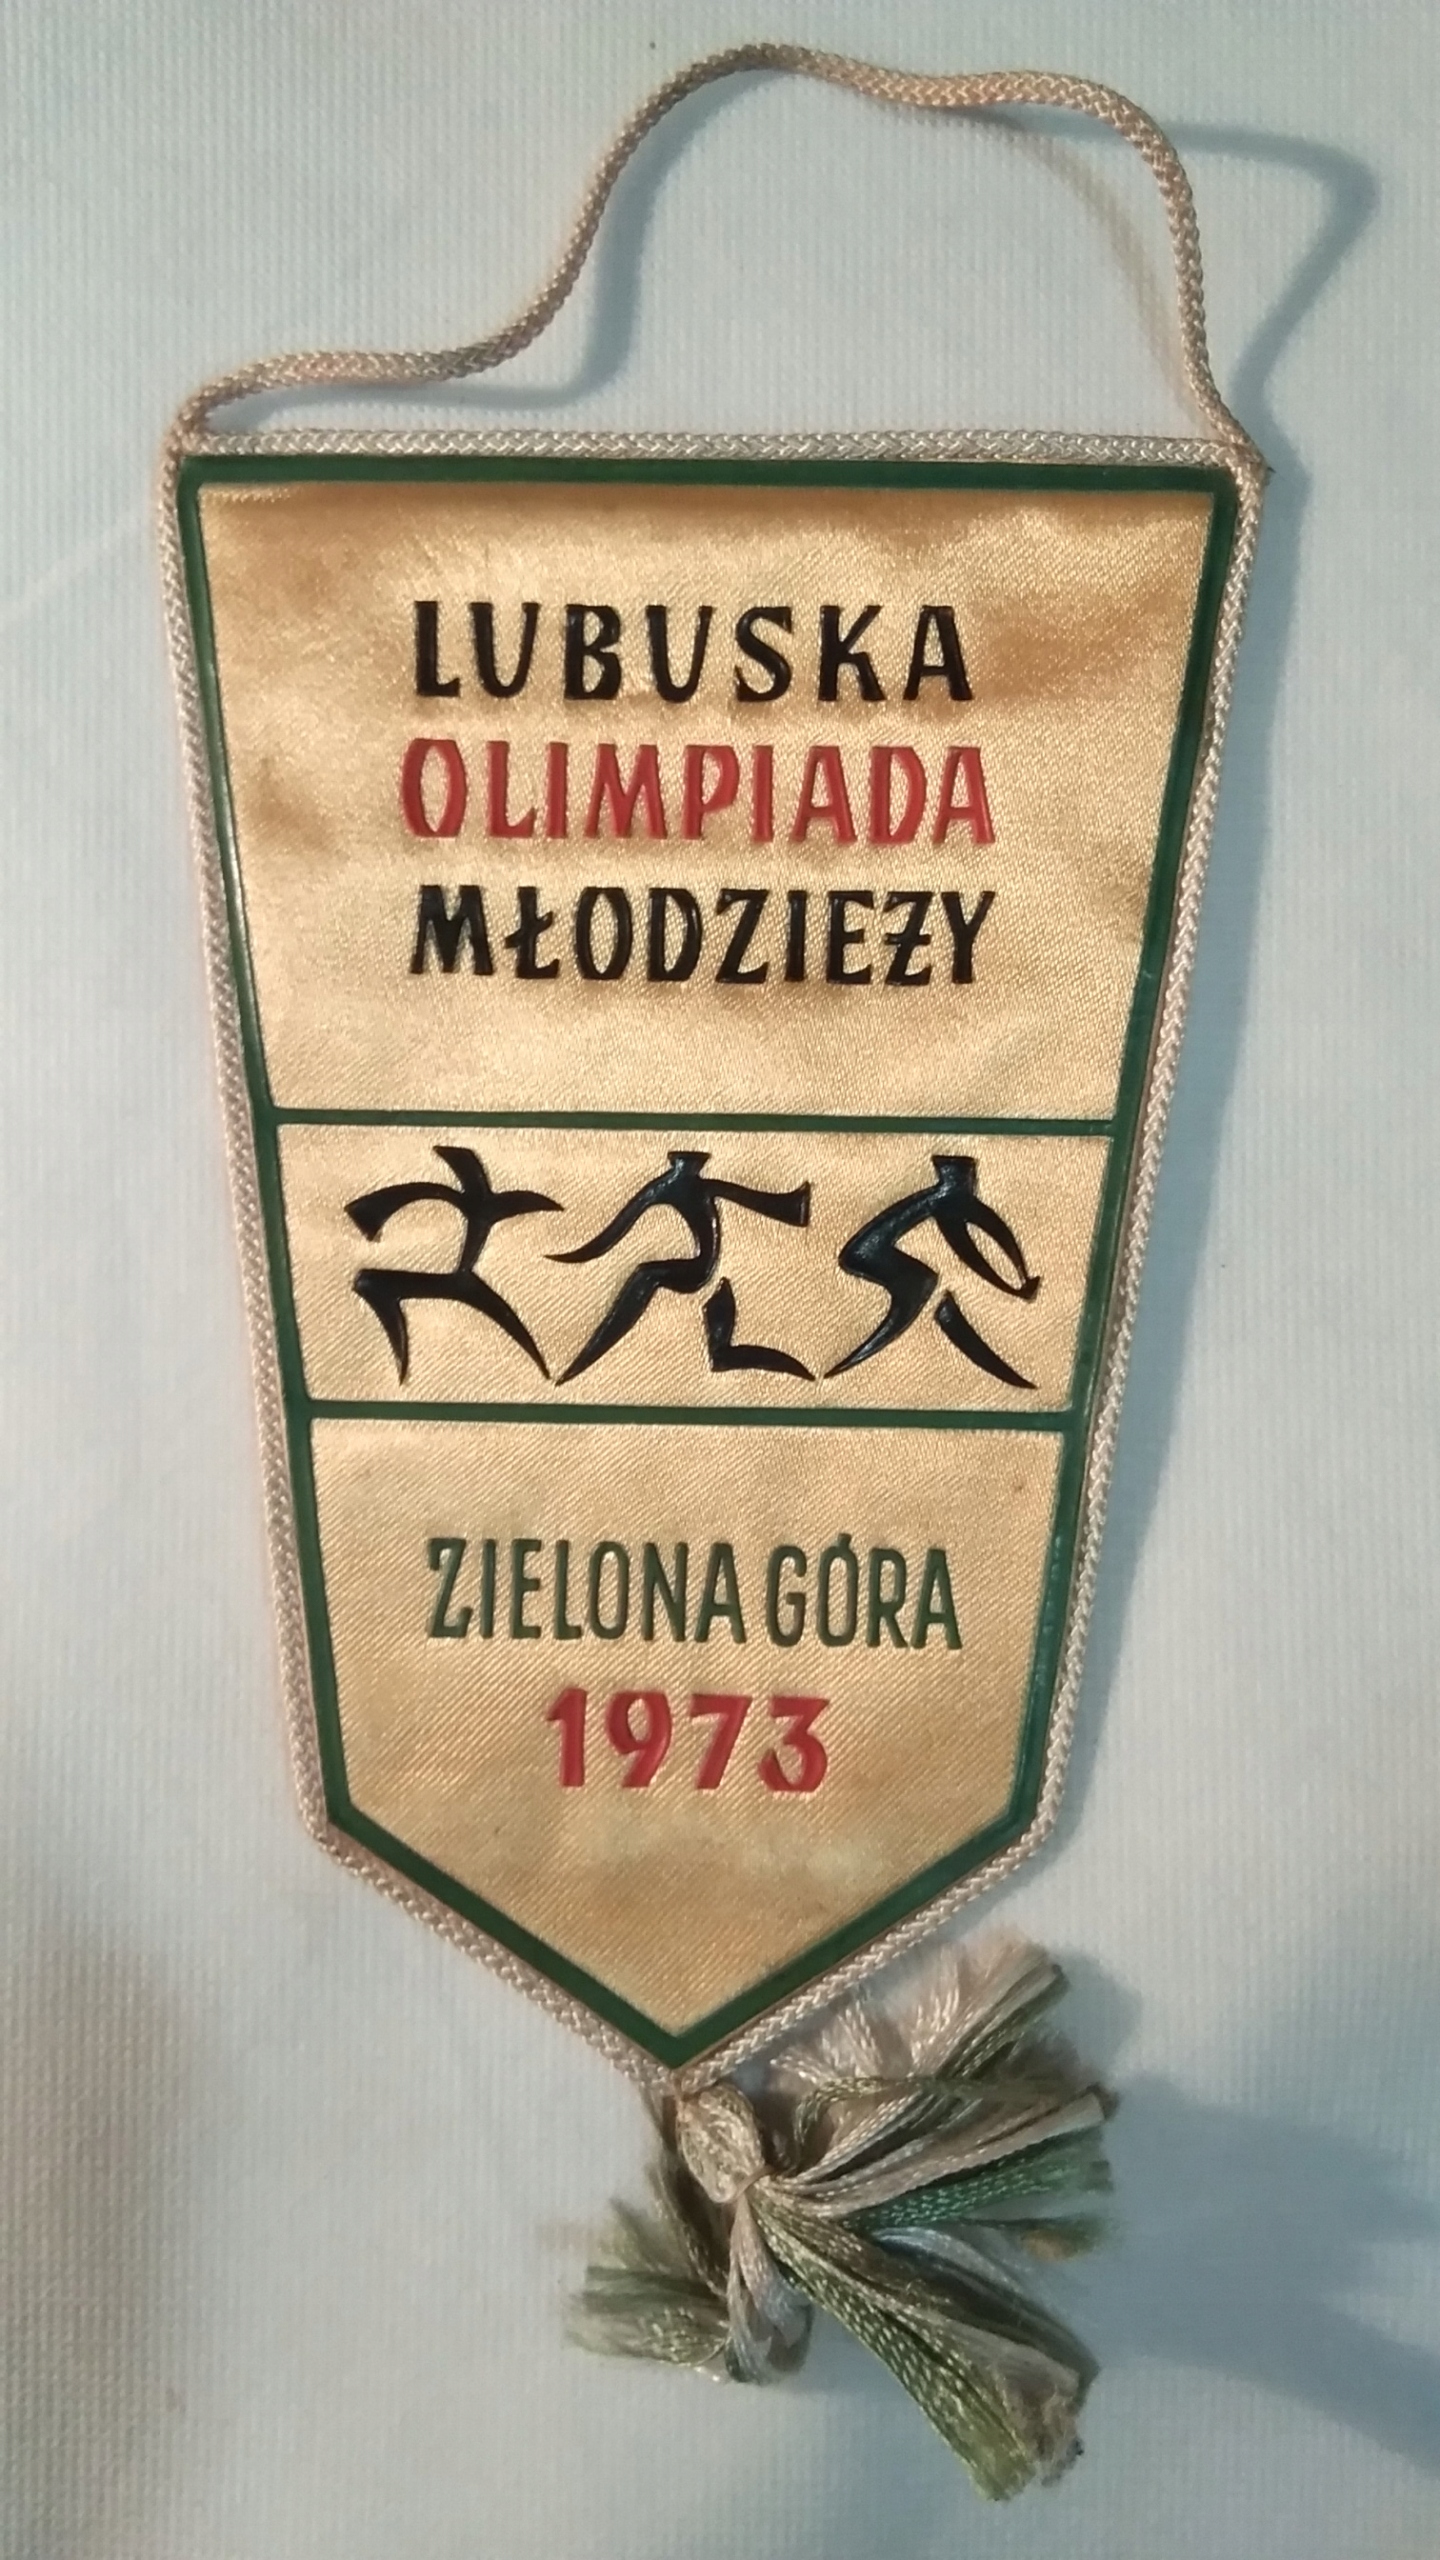 LUBUSKA
OLIMPIADA
MŁODZIEŻY
ZIELONA GÓRA
1973